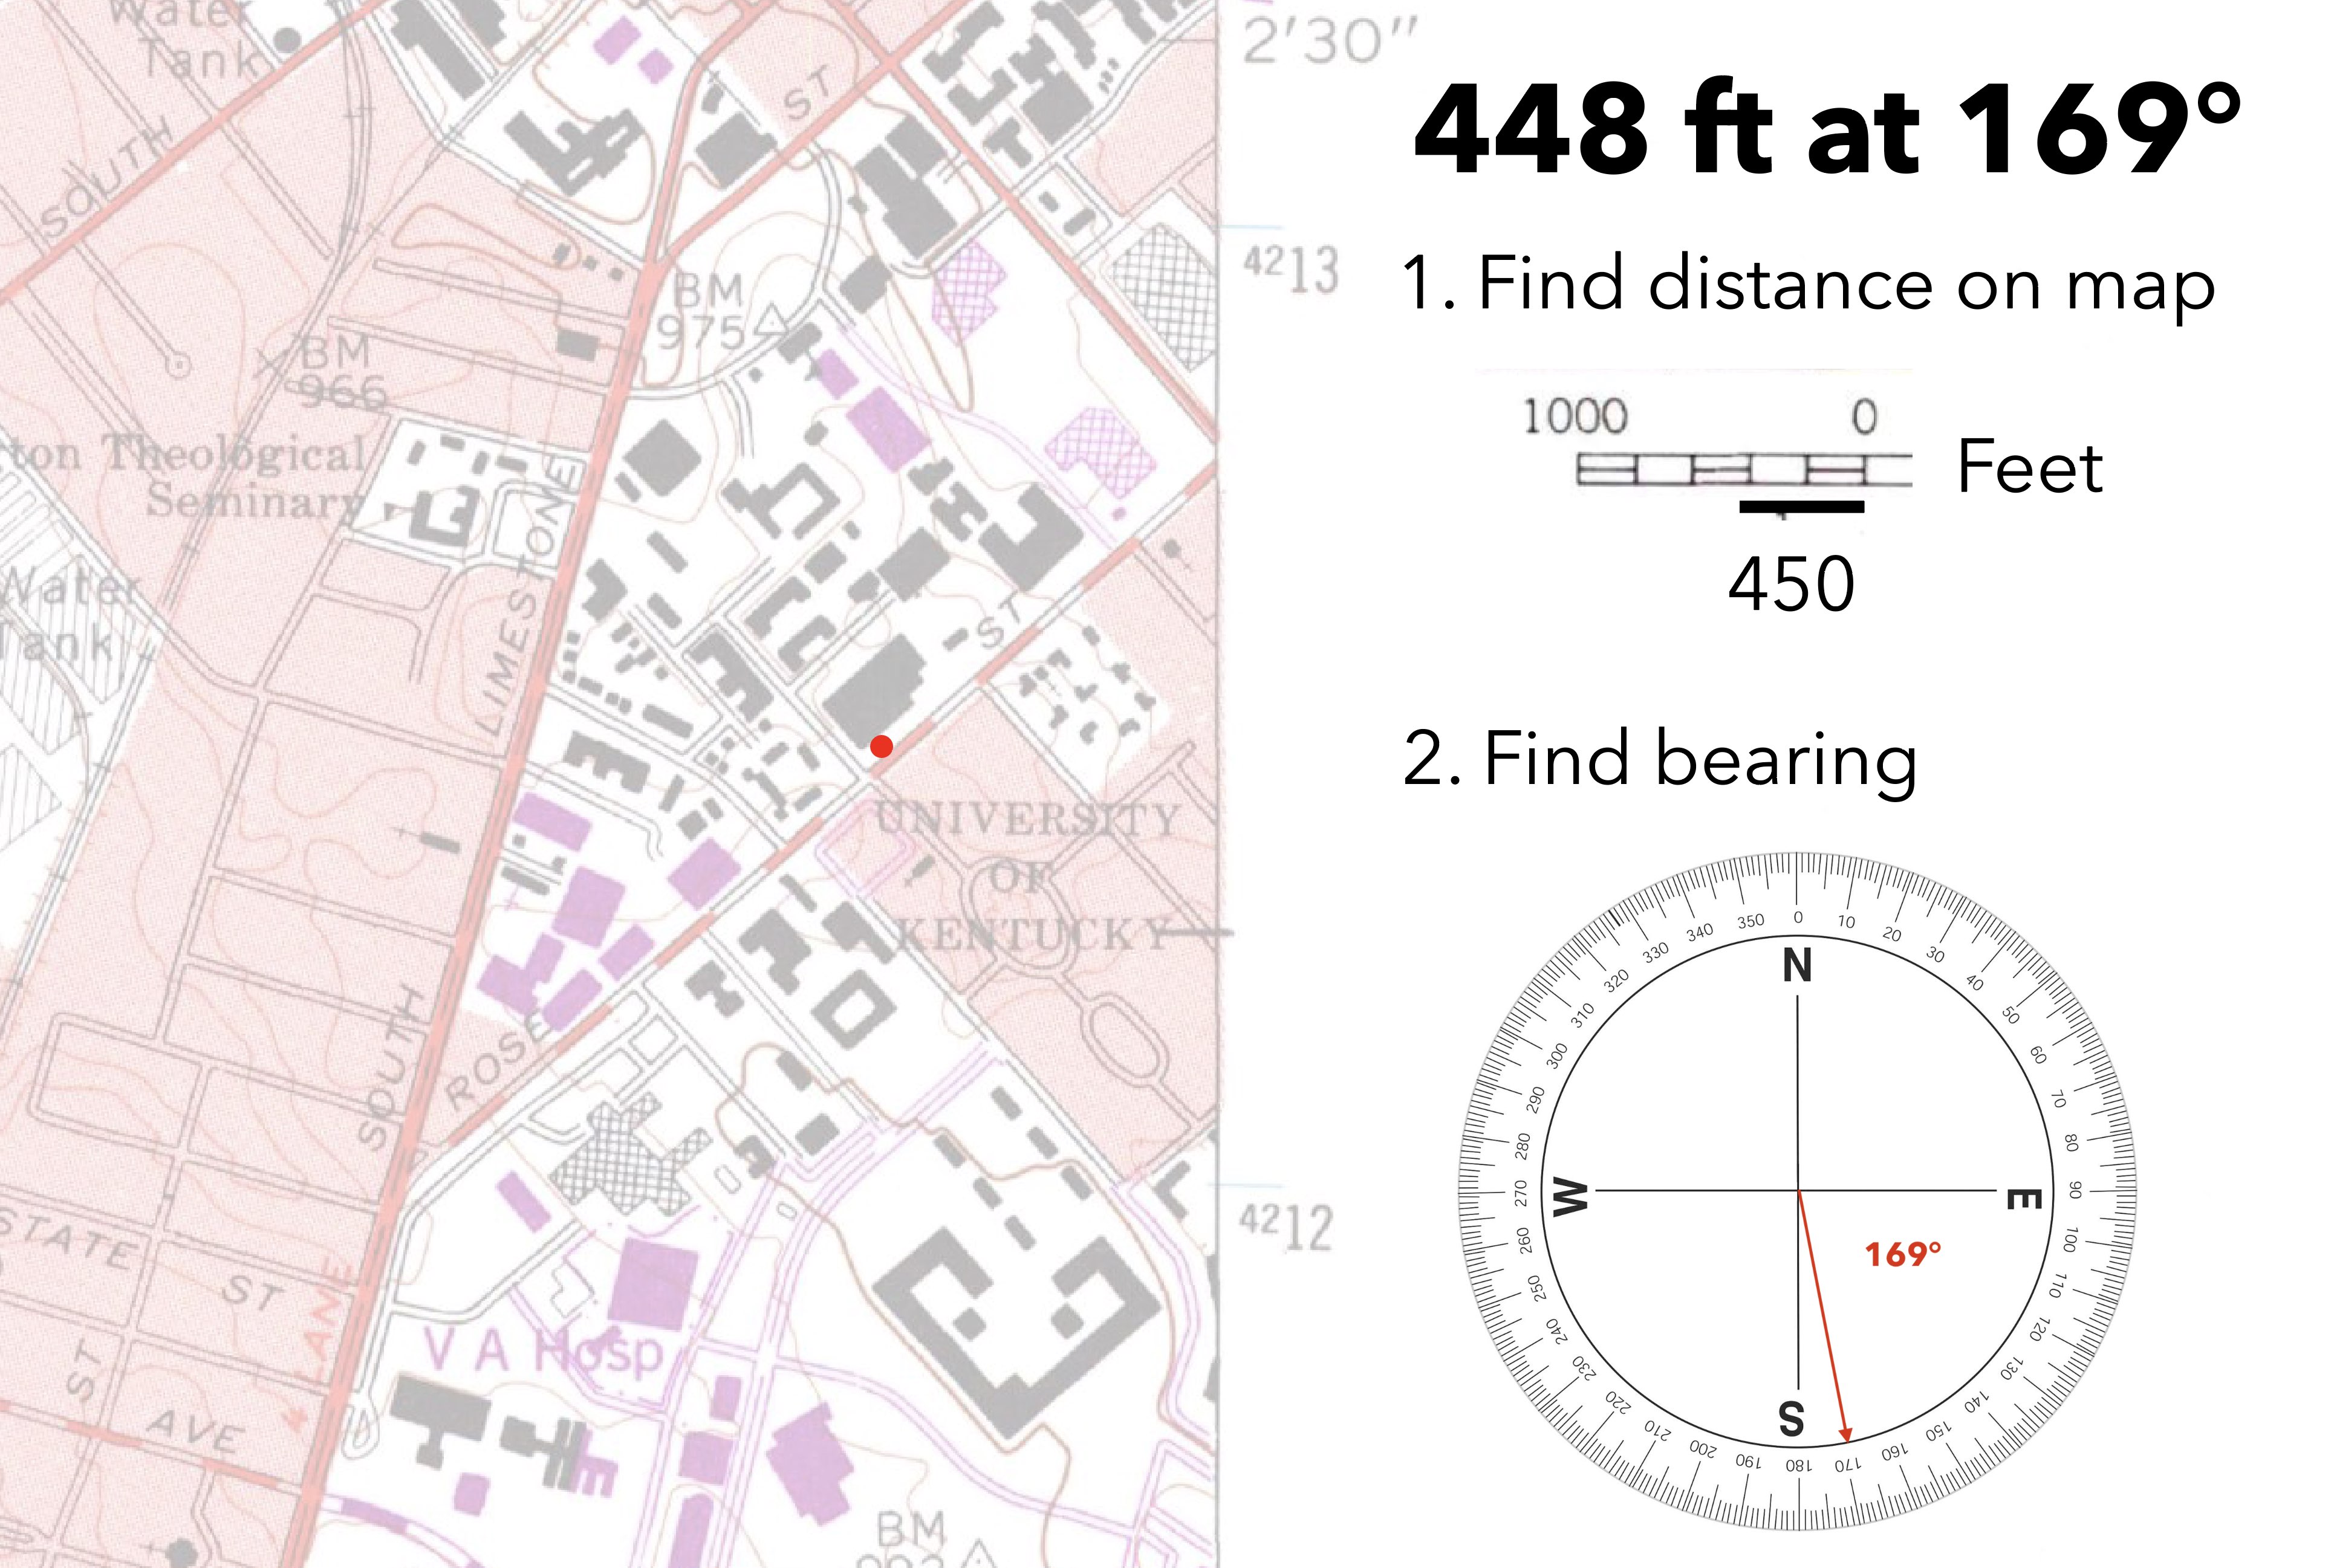 Water
Tank
2'30"
ST
SOUTH
BM
975
4213
BM
966
ton Theological
Seminary
LIMESTONE
Water
Tank
ST
UNIVERSITY
OF
KENTUCKY
SOUTH
ROSE
4212
STATE
ST
LANE
V A Hosp
ST
AVE
BM
448 ft at 169°
1. Find distance on map
1000 0
Feet
450
2. Find bearing
0 10 20 30 40 50 60 70 80 90 100 110 120 130 140 150 160 170 180 190 200 210 220 230 240 250 260 270 280 290 300 310 320 330 340 350
N
W
E
169°
S